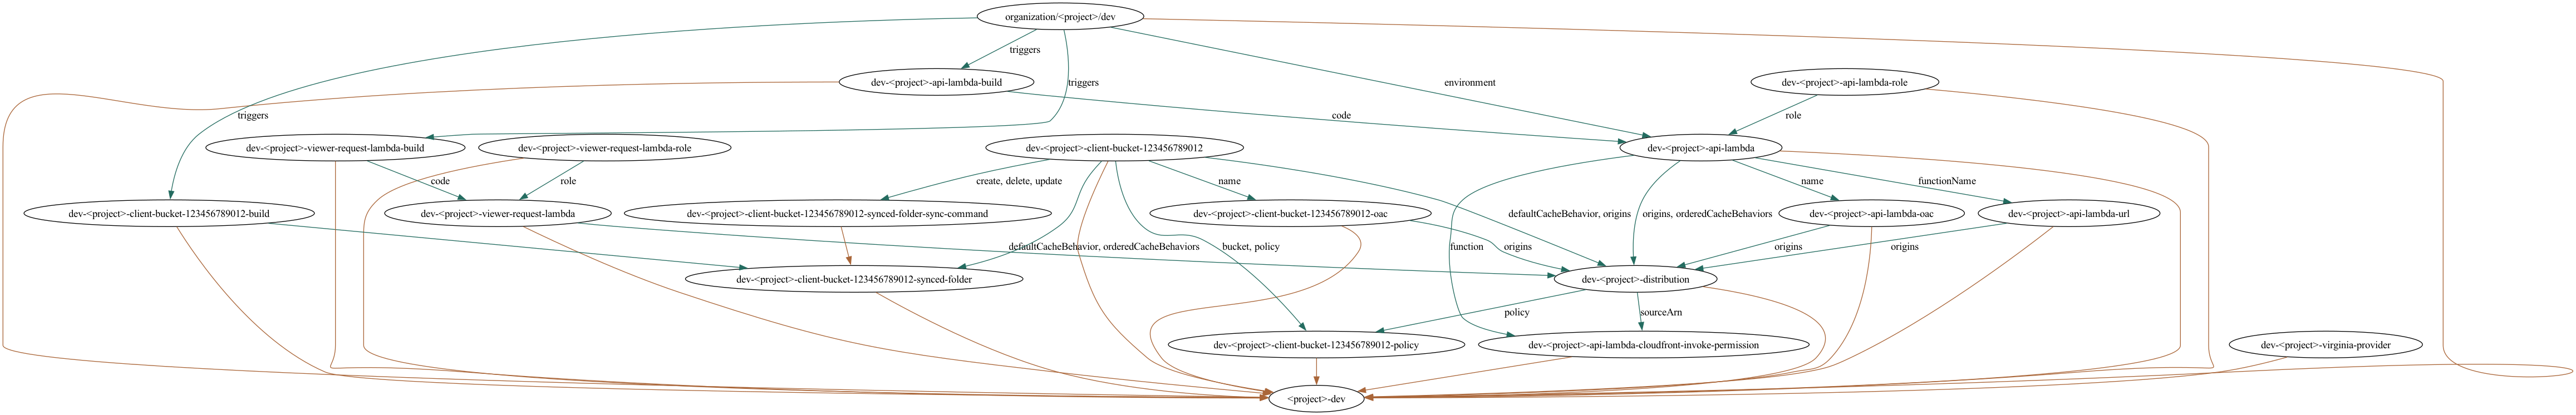 organization/<project>/dev
triggers
dev-<project>-api-lambda-build
triggers
environment
dev-<project>-api-lambda-role
triggers
code
role
dev-<project>-viewer-request-lambda-build
dev-<project>-viewer-request-lambda-role
dev-<project>-client-bucket-123456789012
dev-<project>-api-lambda
code
role
create, delete, update
name
name
functionName
dev-<project>-client-bucket-123456789012-build
dev-<project>-viewer-request-lambda
dev-<project>-client-bucket-123456789012-synced-folder-sync-command
dev-<project>-client-bucket-123456789012-oac
defaultCacheBehavior, origins
origins, orderedCacheBehaviors
dev-<project>-api-lambda-oac
dev-<project>-api-lambda-url
defaultCacheBehavior, orderedCacheBehaviors
bucket, policy
function
origins
origins
origins
dev-<project>-client-bucket-123456789012-synced-folder
dev-<project>-distribution
policy
sourceArn
dev-<project>-client-bucket-123456789012-policy
dev-<project>-api-lambda-cloudfront-invoke-permission
dev-<project>-virginia-provider
<project>-dev